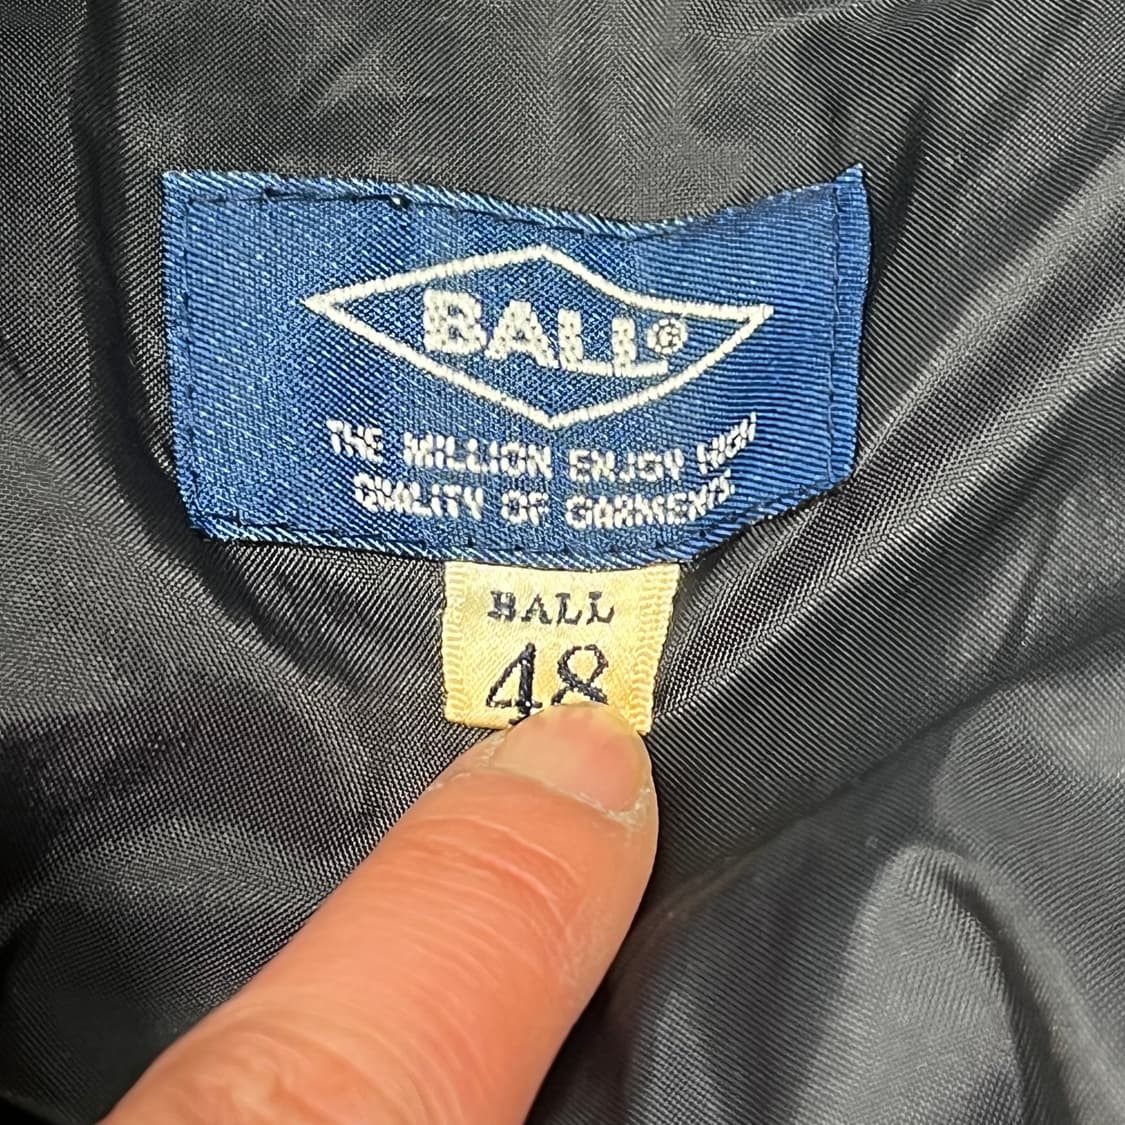 BALL®
THE MILLION ENJOY HIGH
QUALITY OF GARMENTS
BALL
48